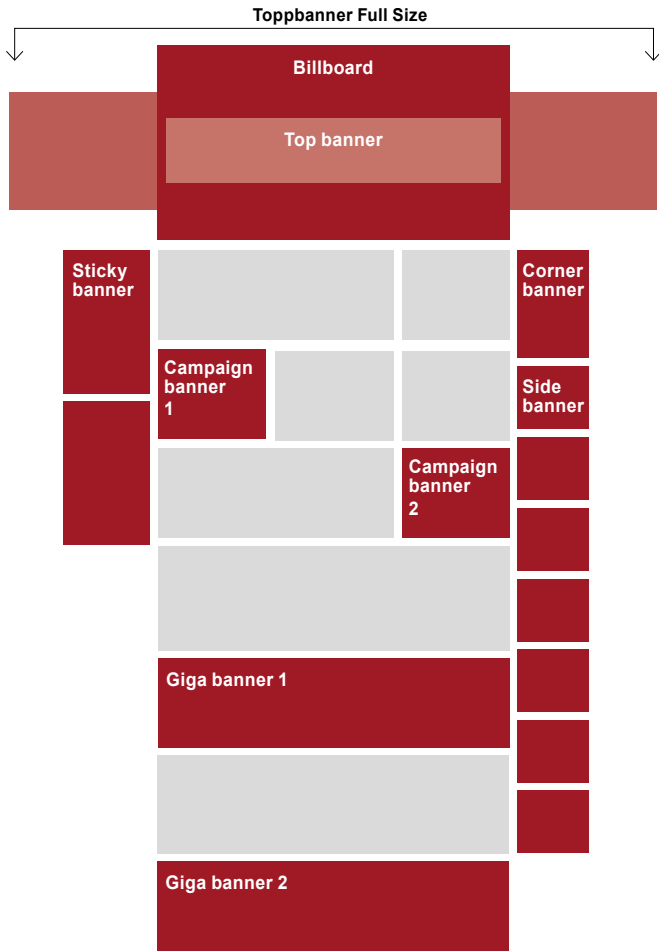 Toppbanner Full Size
Billboard
Top banner
Sticky
banner
Corner
banner
Campaign
banner
1
Side
banner
Campaign
banner
2
Giga banner 1
Giga banner 2